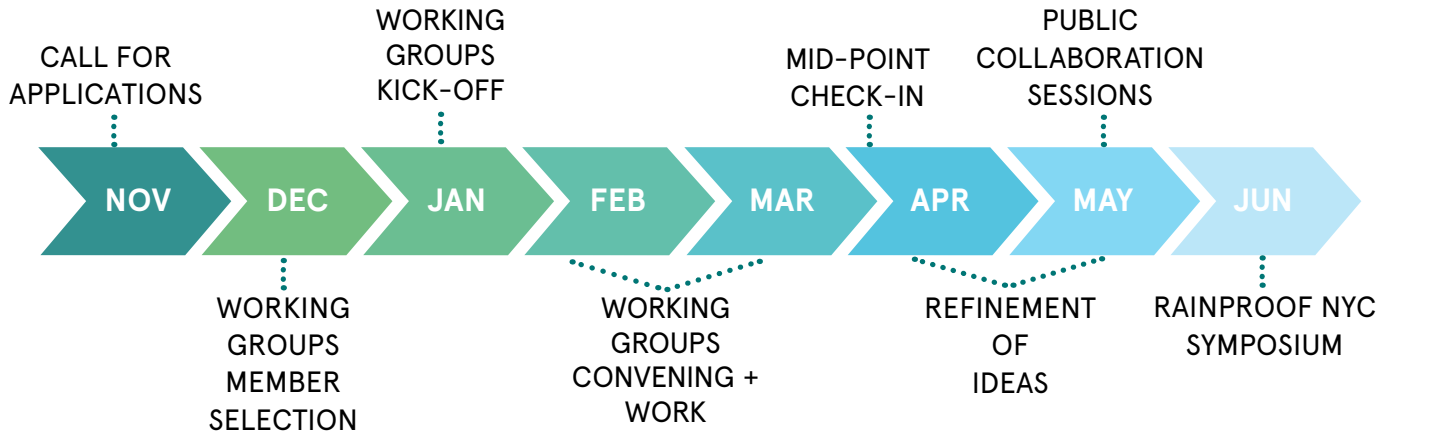 CALL FOR
APPLICATIONS
WORKING
GROUPS
KICK-OFF
MID-POINT
CHECK-IN
PUBLIC
COLLABORATION
SESSIONS
NOV
DEC
JAN
FEB
MAR
APR
MAY
JUN
WORKING
GROUPS
MEMBER
SELECTION
WORKING
GROUPS
CONVENING +
WORK
REFINEMENT
OF
IDEAS
RAINPROOF NYC
SYMPOSIUM